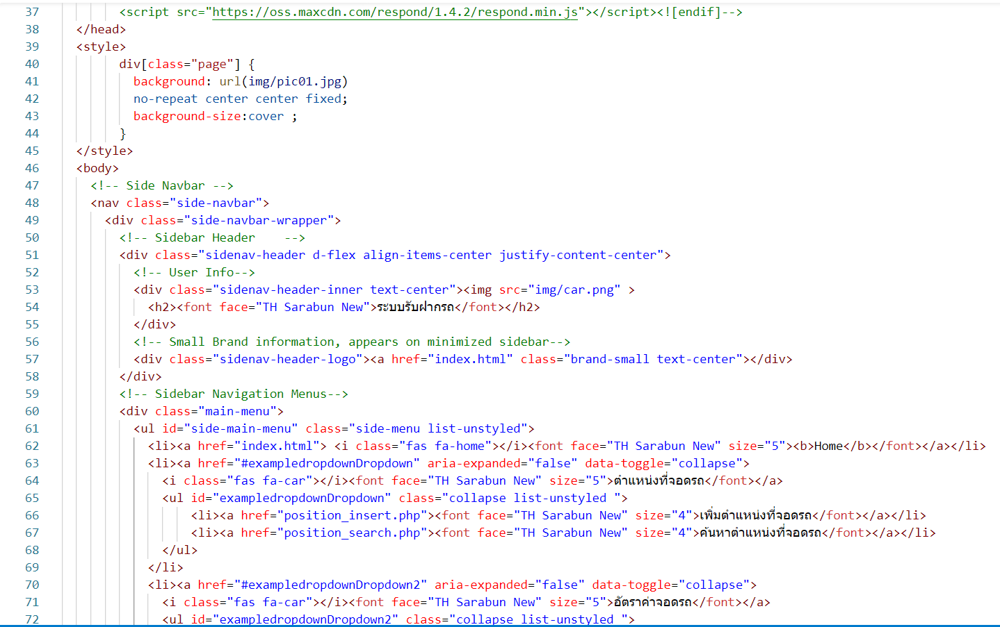 37 <script src="https://oss.maxcdn.com/respond/1.4.2/respond.min.js"></script><![endif]-->
38 </head>
39 <style>
40 div[class="page"] {
41 background: url(img/pic01.jpg)
42 no-repeat center center fixed;
43 background-size:cover ;
44 }
45 </style>
46 <body>
47 <!-- Side Navbar -->
48 <nav class="side-navbar">
49 <div class="side-navbar-wrapper">
50 <!-- Sidebar Header    -->
51 <div class="sidenav-header d-flex align-items-center justify-content-center">
52 <!-- User Info-->
53 <div class="sidenav-header-inner text-center"><img src="img/car.png" >
54 <h2><font face="TH Sarabun New">ระบบรับฝากรถ</font></h2>
55 </div>
56 <!-- Small Brand information, appears on minimized sidebar-->
57 <div class="sidenav-header-logo"><a href="index.html" class="brand-small text-center"></div>
58 </div>
59 <!-- Sidebar Navigation Menus-->
60 <div class="main-menu">
61 <ul id="side-main-menu" class="side-menu list-unstyled">
62 <li><a href="index.html"> <i class="fas fa-home"></i><font face="TH Sarabun New" size="5"><b>Home</b></font></a></li>
63 <li><a href="#exampledropdownDropdown" aria-expanded="false" data-toggle="collapse">
64 <i class="fas fa-car"></i><font face="TH Sarabun New" size="5">ตำแหน่งที่จอดรถ</font></a>
65 <ul id="exampledropdownDropdown" class="collapse list-unstyled ">
66 <li><a href="position_insert.php"><font face="TH Sarabun New" size="4">เพิ่มตำแหน่งที่จอดรถ</font></a></li>
67 <li><a href="position_search.php"><font face="TH Sarabun New" size="4">ค้นหาตำแหน่งที่จอดรถ</font></a></li>
68 </ul>
69 </li>
70 <li><a href="#exampledropdownDropdown2" aria-expanded="false" data-toggle="collapse">
71 <i class="fas fa-car"></i><font face="TH Sarabun New" size="5">อัตราค่าจอดรถ</font></a>
72 <ul id="exampledropdownDropdown2" class="collapse list-unstyled ">